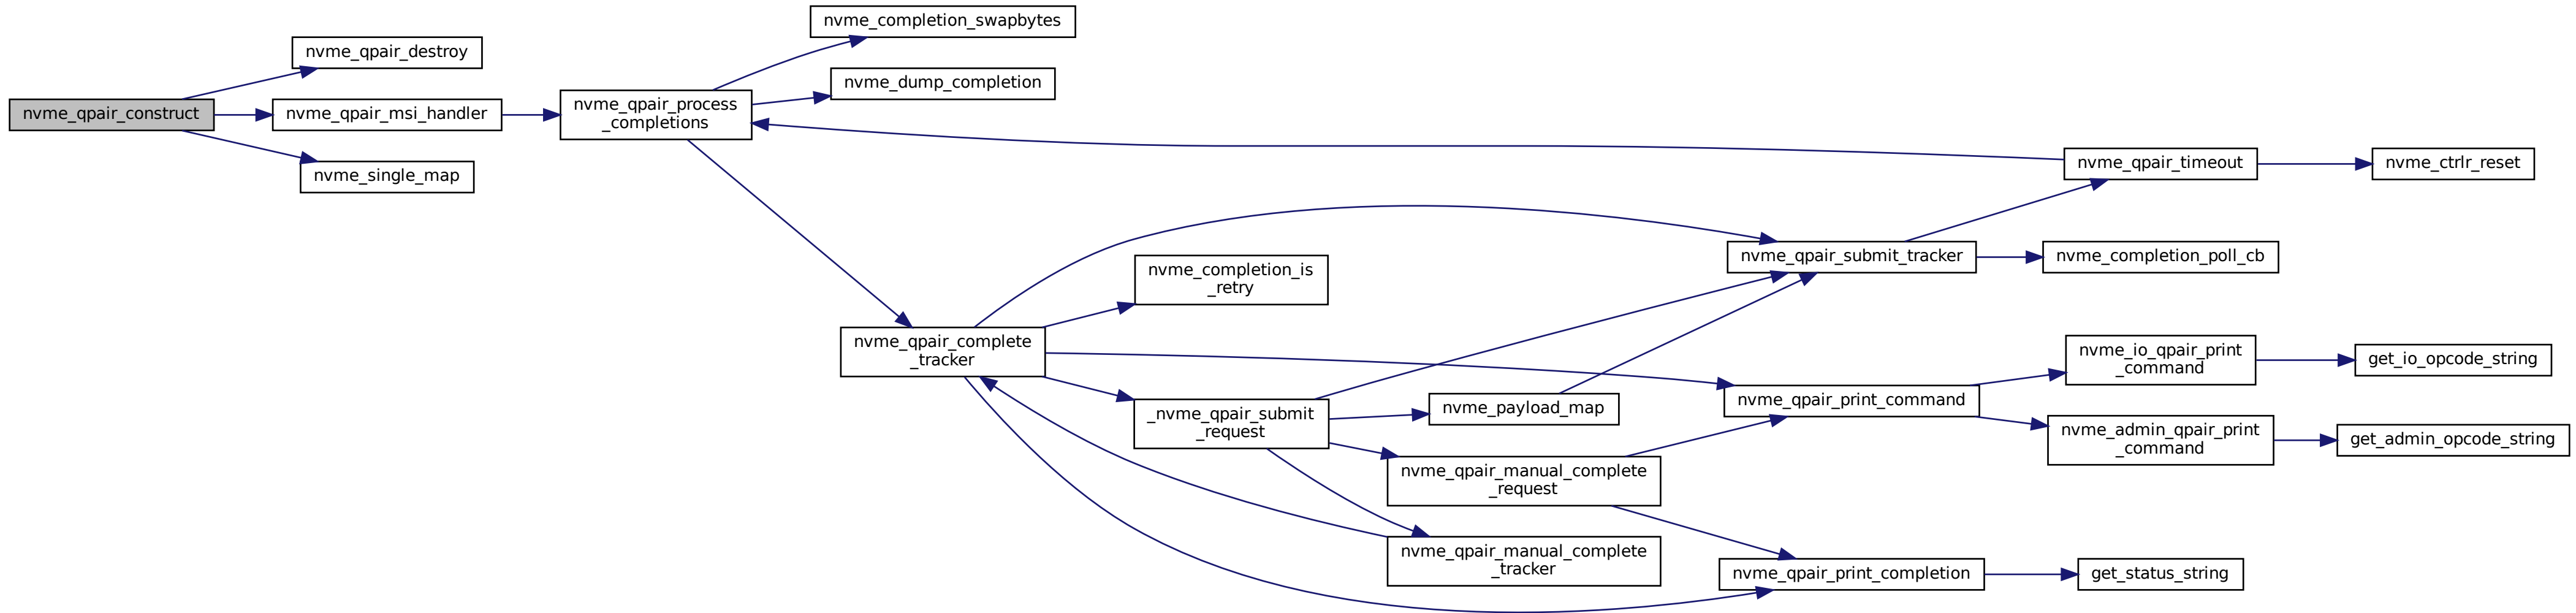 nvme_completion_swapbytes
nvme_qpair_destroy
nvme_dump_completion
nvme_qpair_construct
nvme_qpair_msi_handler
nvme_qpair_process
_completions
nvme_single_map
nvme_qpair_timeout
nvme_ctrlr_reset
nvme_qpair_submit_tracker
nvme_completion_poll_cb
nvme_completion_is
_retry
nvme_qpair_complete
_tracker
nvme_io_qpair_print
_command
get_io_opcode_string
nvme_qpair_print_command
_nvme_qpair_submit
_request
nvme_payload_map
nvme_admin_qpair_print
_command
get_admin_opcode_string
nvme_qpair_manual_complete
_request
nvme_qpair_manual_complete
_tracker
nvme_qpair_print_completion
get_status_string